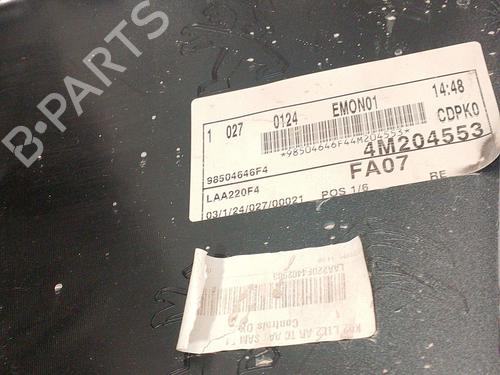 B-PARTS
1 027 0124 EMON01 14:48
*98504646F44M204553*
CDPK0
4M204553
98504646F4
FA07
LAA220F4
POS 1/6 RE
03/1/24/027/00021